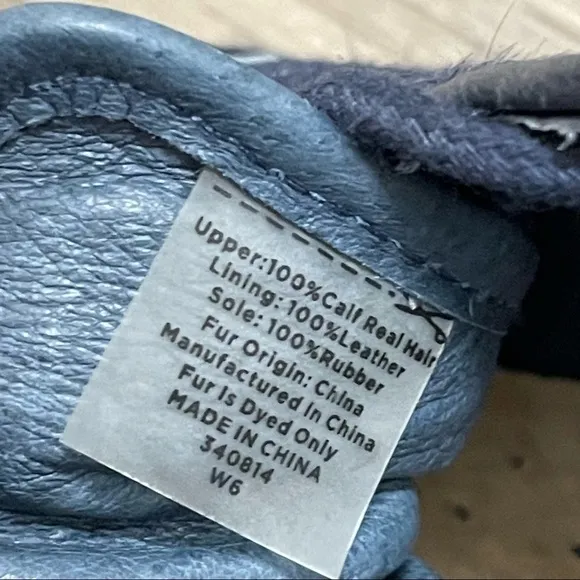 Upper:100%Calf Real Hair
Lining: 100%Leather
Sole: 100%Rubber
Fur Origin: China
Manufactured in China
Fur Is Dyed Only
MADE IN CHINA
340814
W6